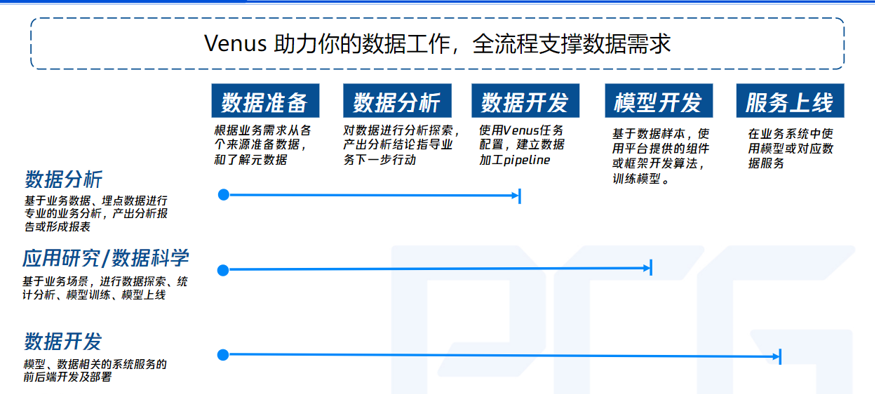 Venus 助力你的数据工作，全流程支撑数据需求
数据准备
数据分析
数据开发
模型开发
服务上线
根据业务需求从各
个来源准备数据，
和了解元数据
对数据进行分析探索，
产出分析结论指导业
务下一步行动
使用Venus任务
配置，建立数据
加工pipeline
基于数据样本，使
用平台提供的组件
或框架开发算法，
训练模型。
在业务系统中使
用模型或对应数
据服务
数据分析
基于业务数据、埋点数据进行
专业的业务分析，产出分析报
告或形成报表
应用研究/数据科学
基于业务场景，进行数据探索、统
计分析、模型训练、模型上线
数据开发
模型、数据相关的系统服务的
前后端开发及部署
PCG